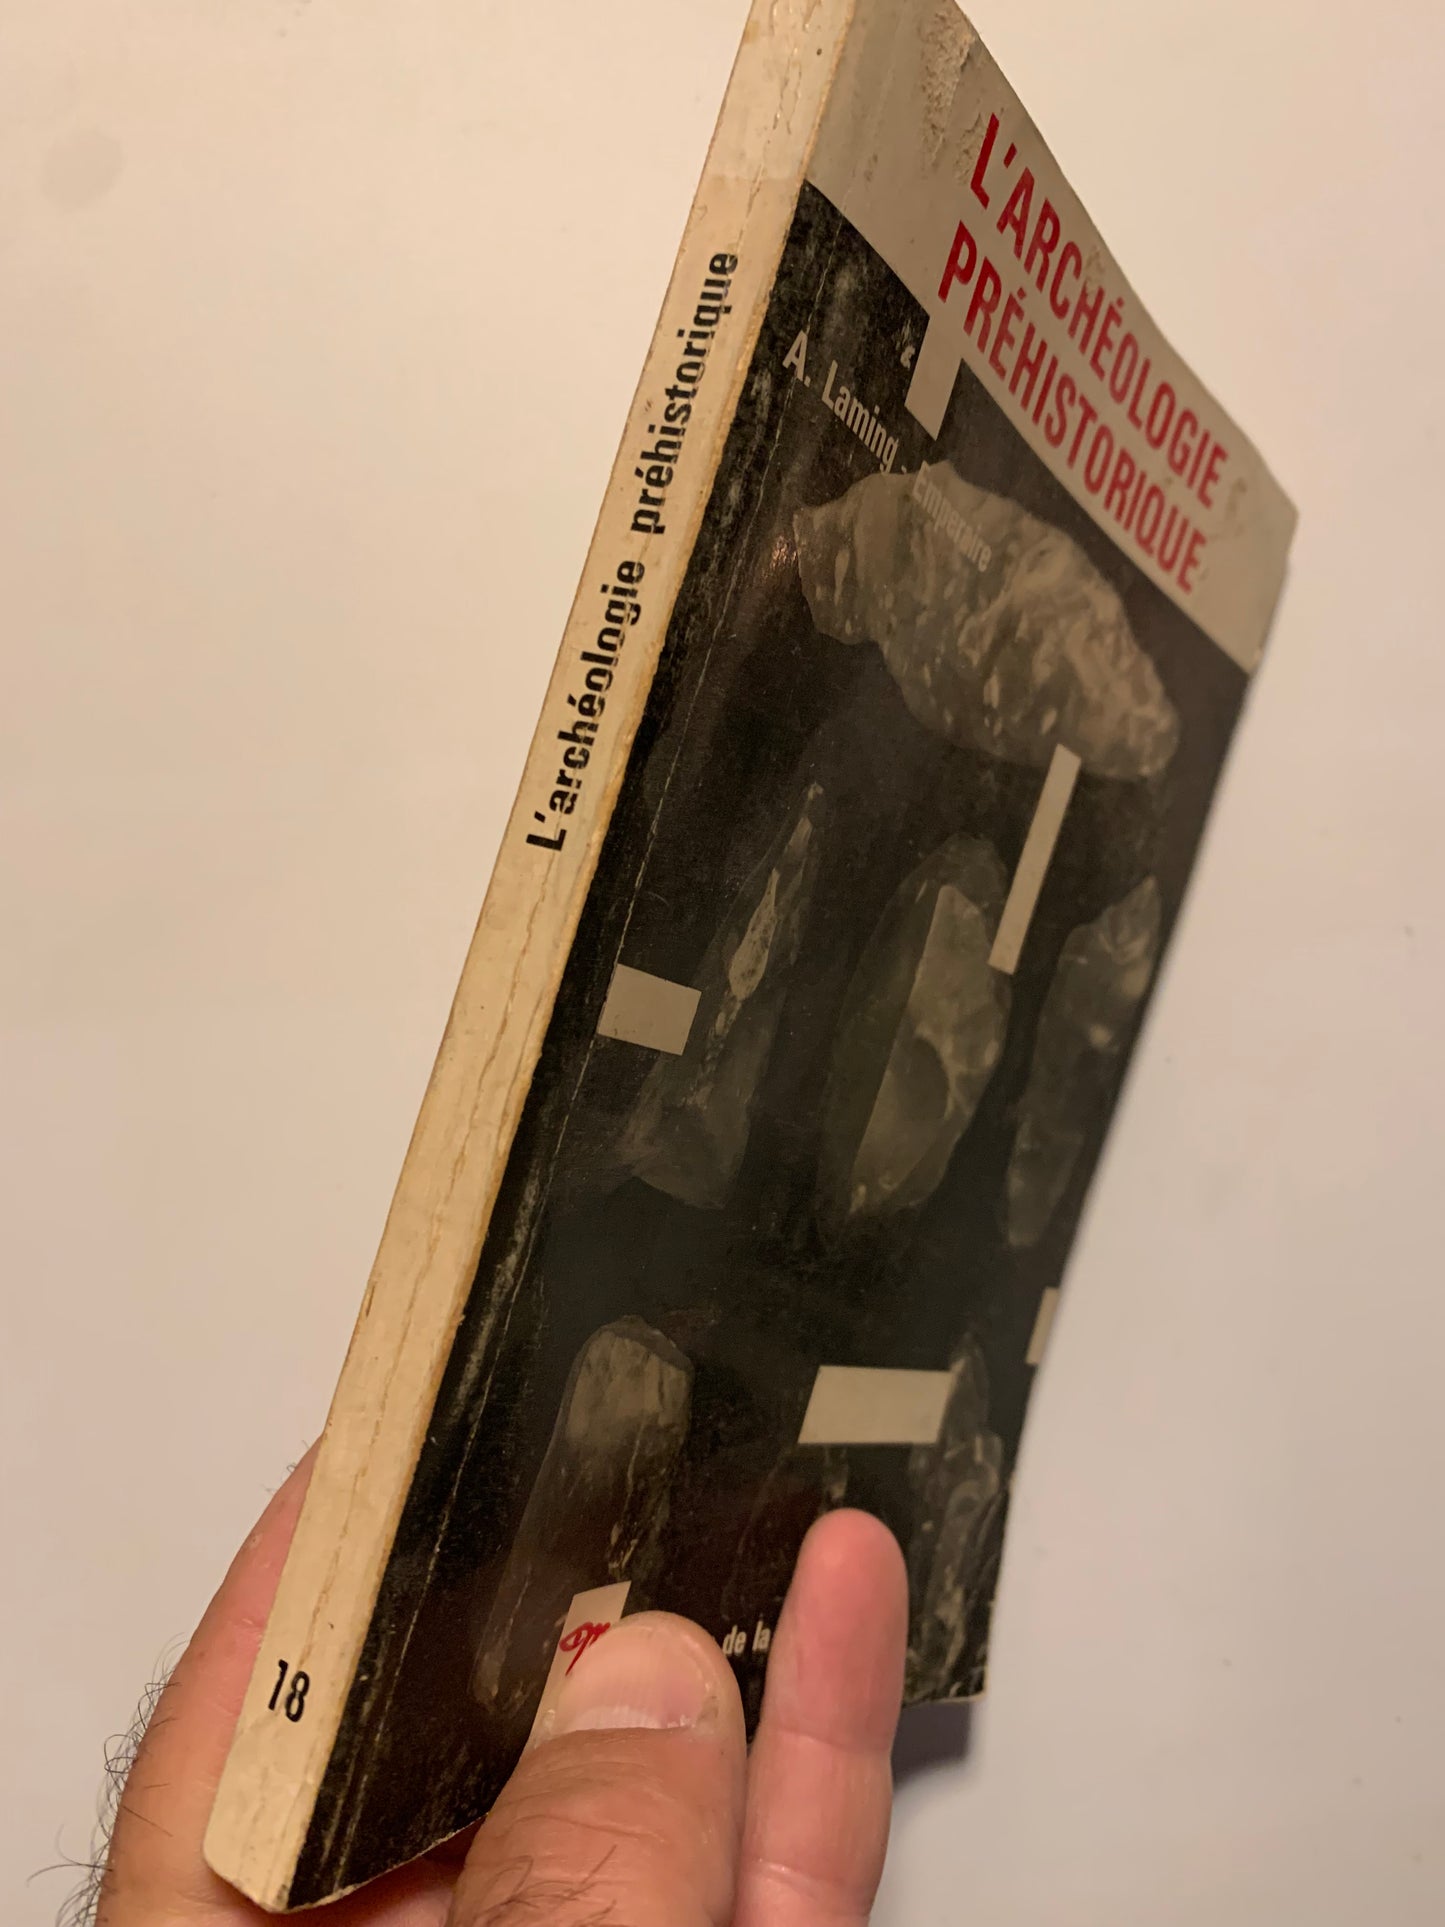 L'archéologie préhistorique
18
L'ARCHÉOLOGIE
PRÉHISTORIQUE
A. Laming - Emperaire
de la